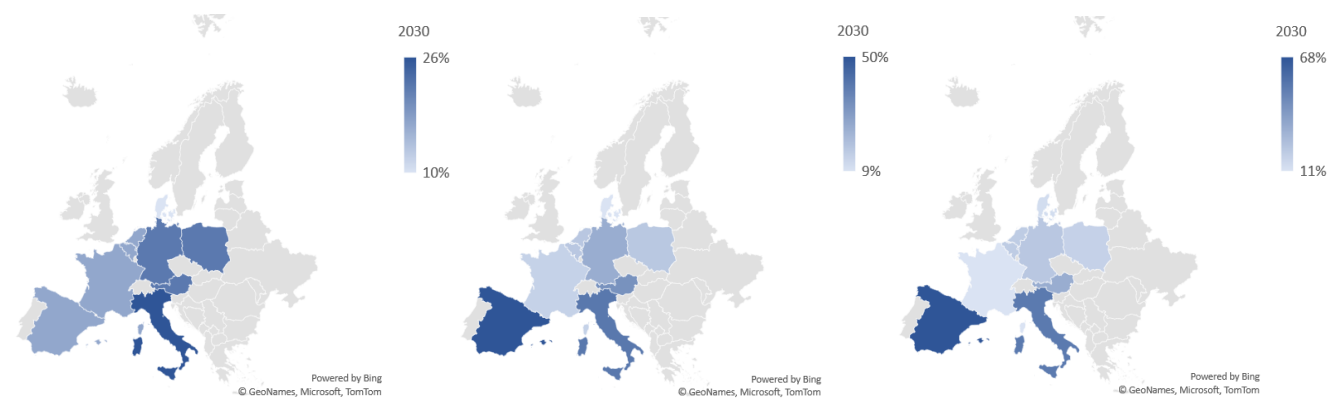 2030
26%
10%
Powered by Bing
© GeoNames, Microsoft, TomTom
2030
50%
9%
Powered by Bing
© GeoNames, Microsoft, TomTom
2030
68%
11%
Powered by Bing
© GeoNames, Microsoft, TomTom